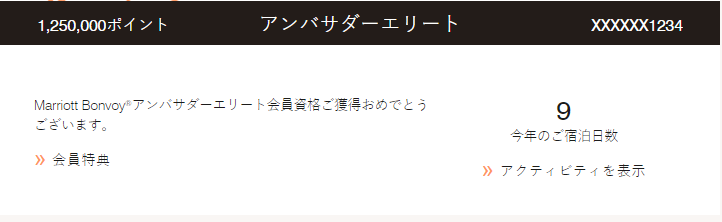 1,250,000ポイント アンバサダーエリート XXXXXX1234
Marriott Bonvoy®アンバサダーエリート会員資格ご獲得おめでとう
ございます。
» 会員特典
9
今年のご宿泊日数
» アクティビティを表示